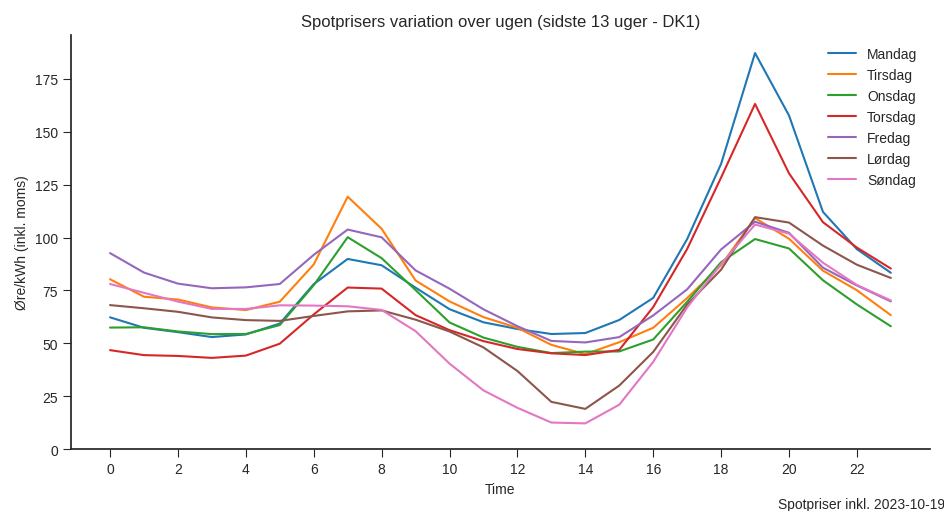 Spotprisers variation over ugen (sidste 13 uger - DK1)
Mandag
Tirsdag
Onsdag
Torsdag
Fredag
Lørdag
Søndag
Øre/kWh (inkl. moms)
175
150
125
100
75
50
25
0
0 2 4 6 8 10 12 14 16 18 20 22
Time
Spotpriser inkl. 2023-10-19